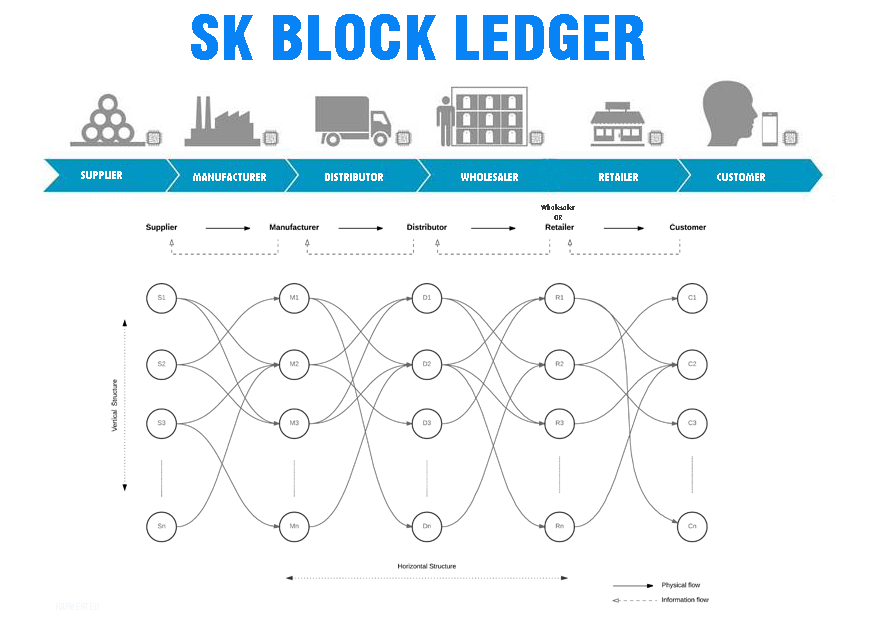 SK BLOCK LEDGER
SUPPLIER MANUFACTURER DISTRIBUTOR WHOLESALER RETAILER CUSTOMER
Wholesaler
OR
Supplier Manufacturer Distributor Retailer Customer
S1 M1 D1 R1 C1
S2 M2 D2 R2 C2
S3 M3 D3 R3 C3
Vertical Structure
Sn Mn Dn Rn Cn
Horizontal Structure
Physical flow
Information flow